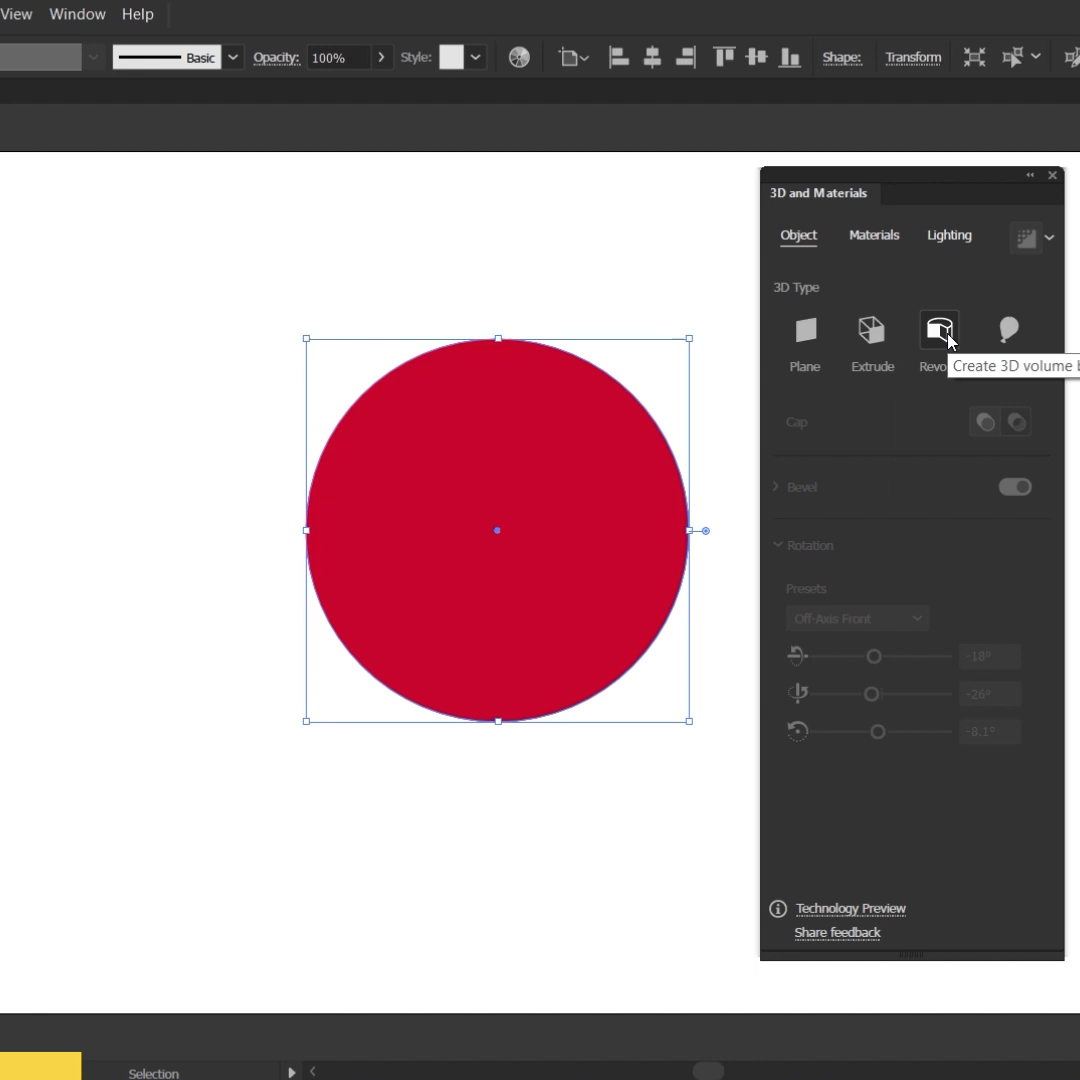 View Window Help
Basic Opacity: 100% Style: Shape: Transform
3D and Materials
Object Materials Lighting
3D Type
Plane Extrude Revo
Create 3D volume b
Cap
Bevel
Rotation
Presets
Off-Axis Front
-18°
-26°
-8.1°
Technology Preview
Share feedback
Selection